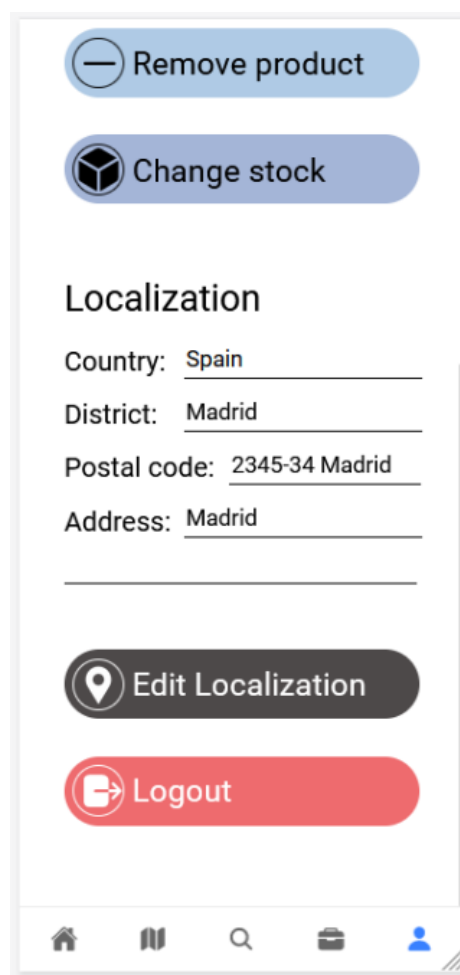 Remove product
Change stock
Localization
Country: Spain
District: Madrid
Postal code: 2345-34 Madrid
Address: Madrid
Edit Localization
Logout